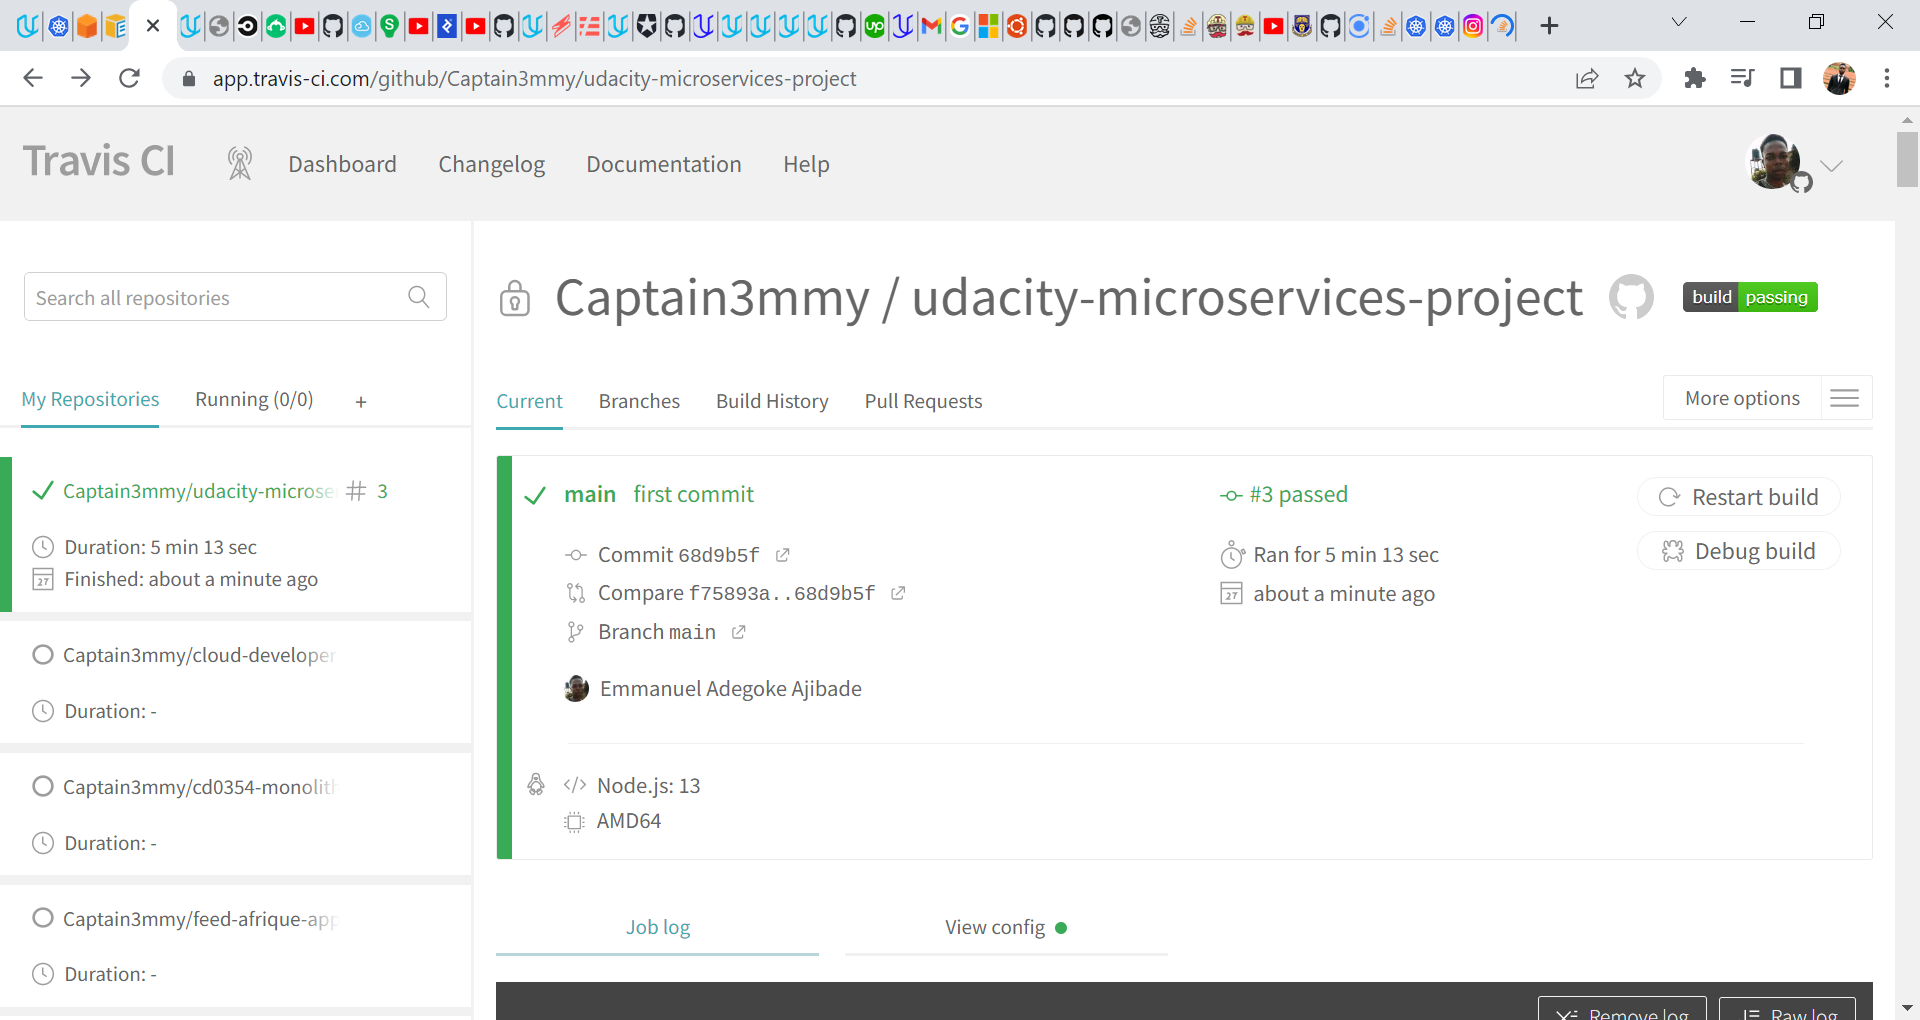 app.travis-ci.com/github/Captain3mmy/udacity-microservices-project
Travis CI
Dashboard
Changelog
Documentation
Help
Search all repositories
My Repositories
Running (0/0)
+
Captain3mmy/udacity-microse
# 3
Duration: 5 min 13 sec
27 Finished: about a minute ago
Captain3mmy/cloud-developer
Duration: -
Captain3mmy/cd0354-monolith
Duration: -
Captain3mmy/feed-afrique-app
Duration: -
Captain3mmy / udacity-microservices-project
build passing
Current
Branches
Build History
Pull Requests
More options
main first commit
Commit 68d9b5f
Compare f75893a..68d9b5f
Branch main
Emmanuel Adegoke Ajibade
#3 passed
Ran for 5 min 13 sec
27 about a minute ago
Restart build
Debug build
</> Node.js: 13
AMD64
Job log
View config
Remove log
Raw log